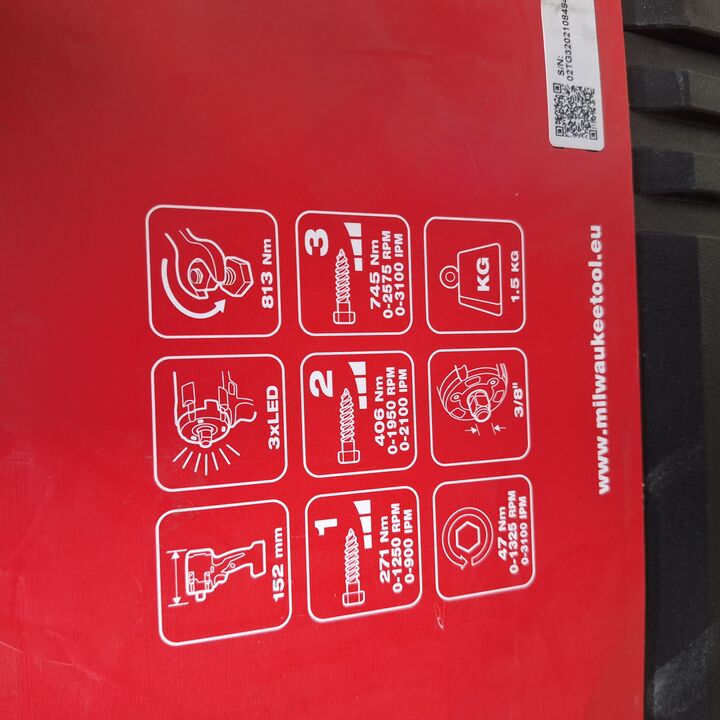 152 mm
3xLED
813 Nm
1
271 Nm
0-1250 RPM
0-900 IPM
2
406 Nm
0-1950 RPM
0-2100 IPM
3
745 Nm
0-2575 RPM
0-3100 IPM
47 Nm
0-1325 RPM
0-3100 IPM
3/8"
KG
1.5 KG
www.milwaukeetool.eu
S/N:
02TG3202108494